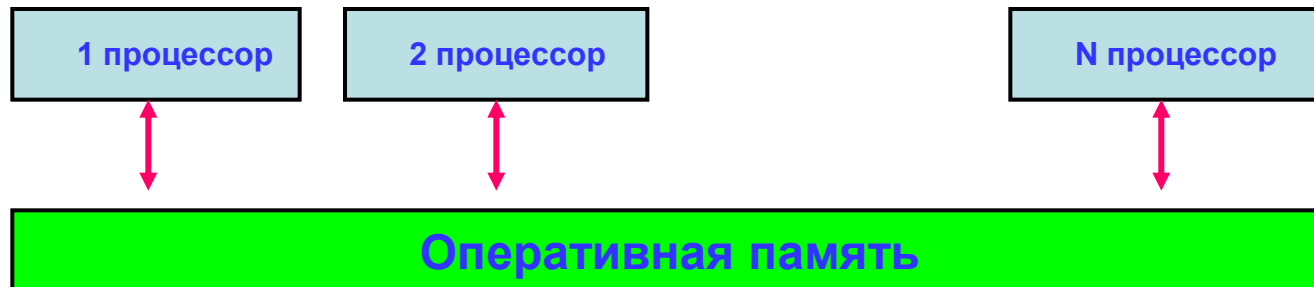 1 процессор
2 процессор
N процессор
Оперативная память